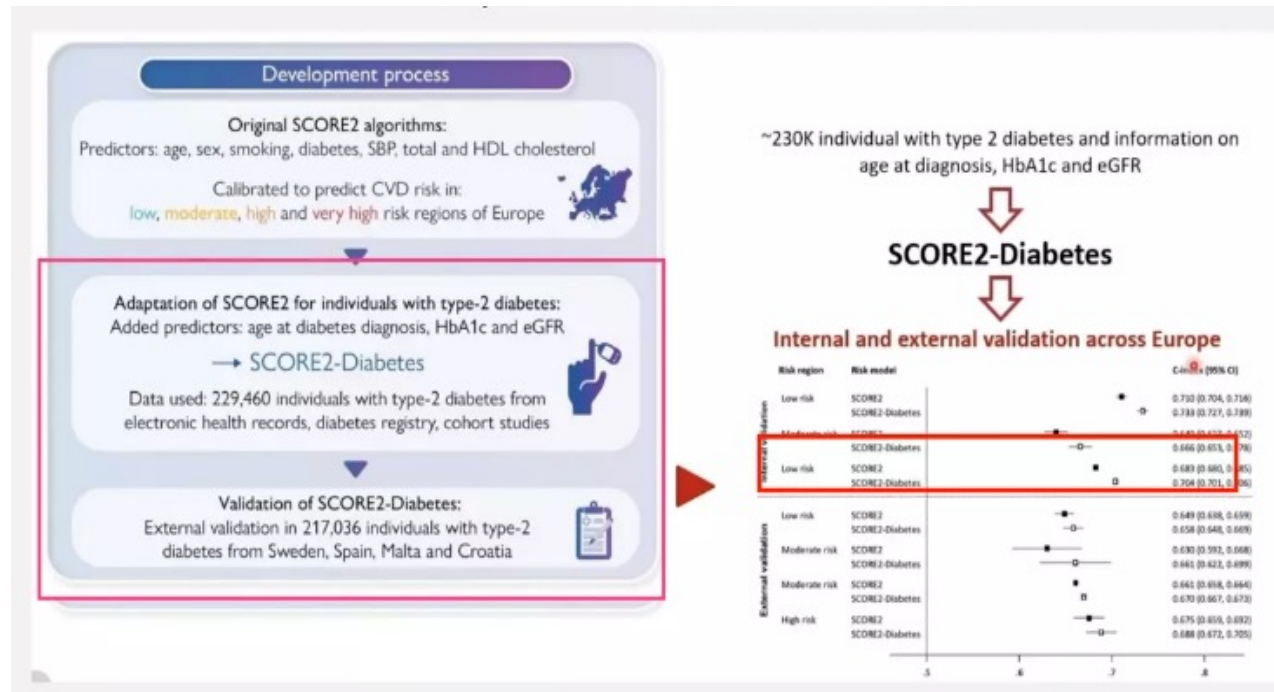 Development process
Original SCORE2 algorithms:
Predictors: age, sex, smoking, diabetes, SBP, total and HDL cholesterol
Calibrated to predict CVD risk in:
low, moderate, high and very high risk regions of Europe
Adaptation of SCORE2 for individuals with type-2 diabetes:
Added predictors: age at diabetes diagnosis, HbA1c and eGFR
→ SCORE2-Diabetes
Data used: 229,460 individuals with type-2 diabetes from
electronic health records, diabetes registry, cohort studies
Validation of SCORE2-Diabetes:
External validation in 217,036 individuals with type-2
diabetes from Sweden, Spain, Malta and Croatia
~230K individual with type 2 diabetes and information on
age at diagnosis, HbA1c and eGFR
SCORE2-Diabetes
Internal and external validation across Europe
Risk region Risk model (95% CI)
Internal validation
Low risk SCORE2 0.710 (0.704, 0.716)
SCORE2-Diabetes 0.733 (0.727, 0.739)
Moderate risk SCORE2
SCORE2-Diabetes 0.666 (0.653,
Low risk SCORE2 0.683 (0.680,
SCORE2-Diabetes 0.704 (0.701,
External validation
Low risk SCORE2 0.649 (0.638, 0.659)
SCORE2-Diabetes 0.658 (0.648, 0.669)
Moderate risk SCORE2 0.630 (0.592, 0.668)
SCORE2-Diabetes 0.661 (0.622, 0.699)
Moderate risk SCORE2 0.661 (0.658, 0.664)
SCORE2-Diabetes 0.670 (0.667, 0.673)
High risk SCORE2 0.675 (0.659, 0.692)
SCORE2-Diabetes 0.688 (0.672, 0.705)
.5 .6 .7 .8